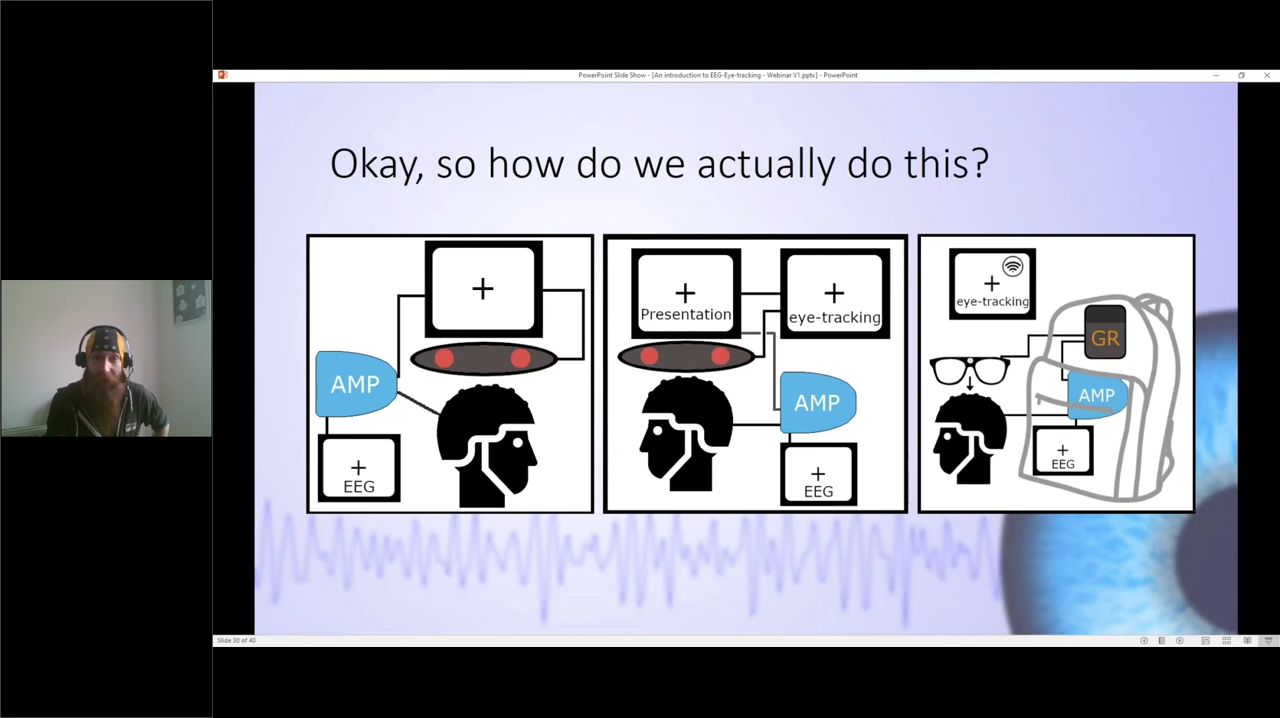 PowerPoint Slide Show - [An introduction to EEG-Eye-tracking - Webinar V1.pptx] - PowerPoint
Okay, so how do we actually do this?
AMP
+
+
EEG
+
Presentation
+
eye-tracking
AMP
+
EEG
+
eye-tracking
GR
AMP
+
EEG
Slide 30 of 40